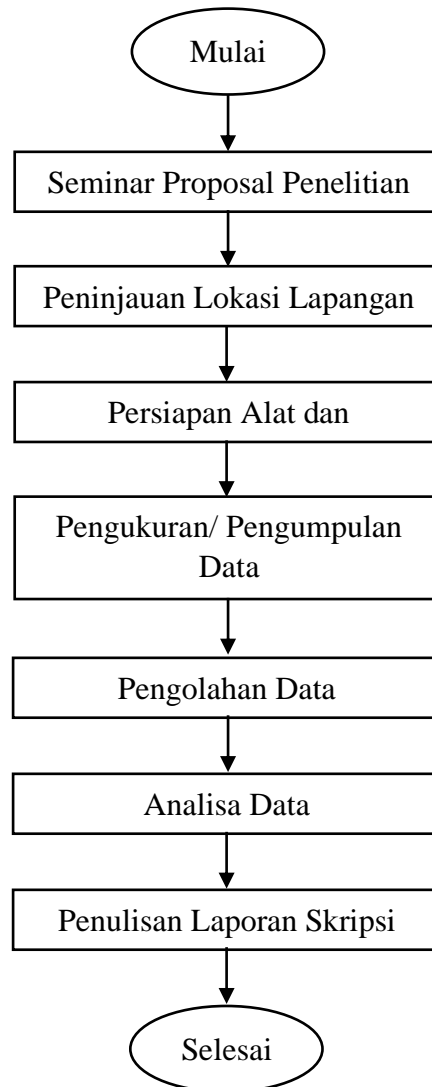 Mulai
Seminar Proposal Penelitian
Peninjauan Lokasi Lapangan
Persiapan Alat dan
Pengukuran/ Pengumpulan
Data
Pengolahan Data
Analisa Data
Penulisan Laporan Skripsi
Selesai